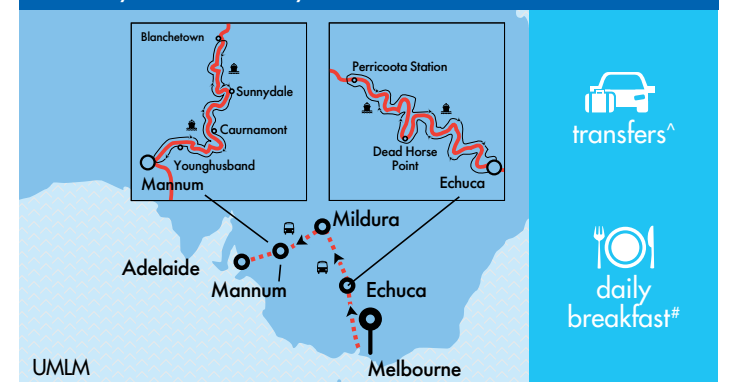 Blanchetown
Sunnydale
Caurnamont
Younghusband
Mannum
Perricoota Station
Dead Horse
Point
Echuca
Mildura
Adelaide
Mannum
Echuca
Melbourne
UMLM
transfers^
daily
breakfast#